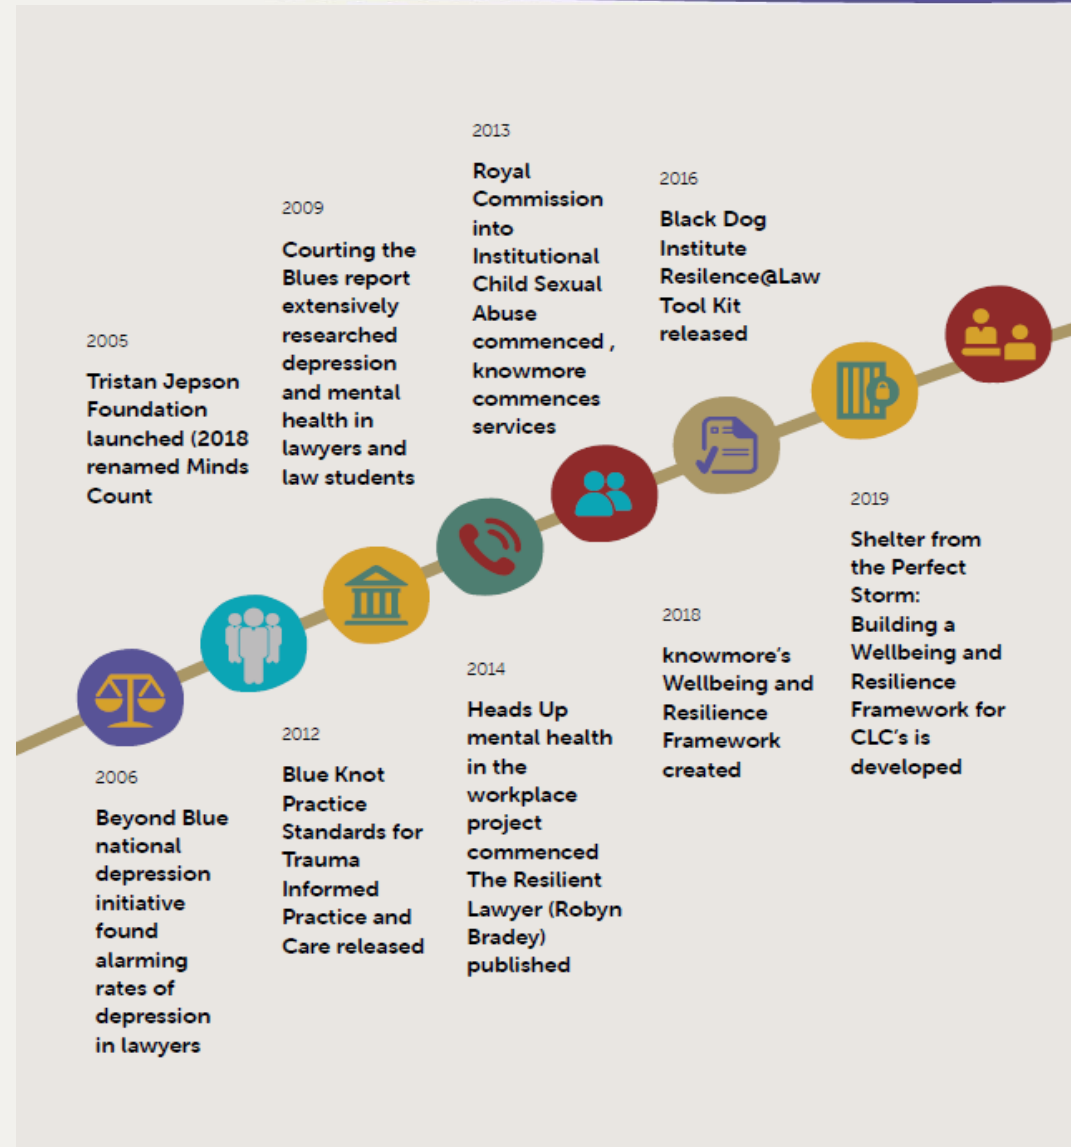 2005
Tristan Jepson
Foundation
launched (2018
renamed Minds
Count
2006
Beyond Blue
national
depression
initiative
found
alarming
rates of
depression
in lawyers
2009
Courting the
Blues report
extensively
researched
depression
and mental
health in
lawyers and
law students
2012
Blue Knot
Practice
Standards for
Trauma
Informed
Practice and
Care released
2013
Royal
Commission
into
Institutional
Child Sexual
Abuse
commenced ,
knowmore
commences
services
2014
Heads Up
mental health
in the
workplace
project
commenced
The Resilient
Lawyer (Robyn
Bradey)
published
2016
Black Dog
Institute
Resilence@Law
Tool Kit
released
2018
knowmore's
Wellbeing and
Resilience
Framework
created
2019
Shelter from
the Perfect
Storm:
Building a
Wellbeing and
Resilience
Framework for
CLC's is
developed